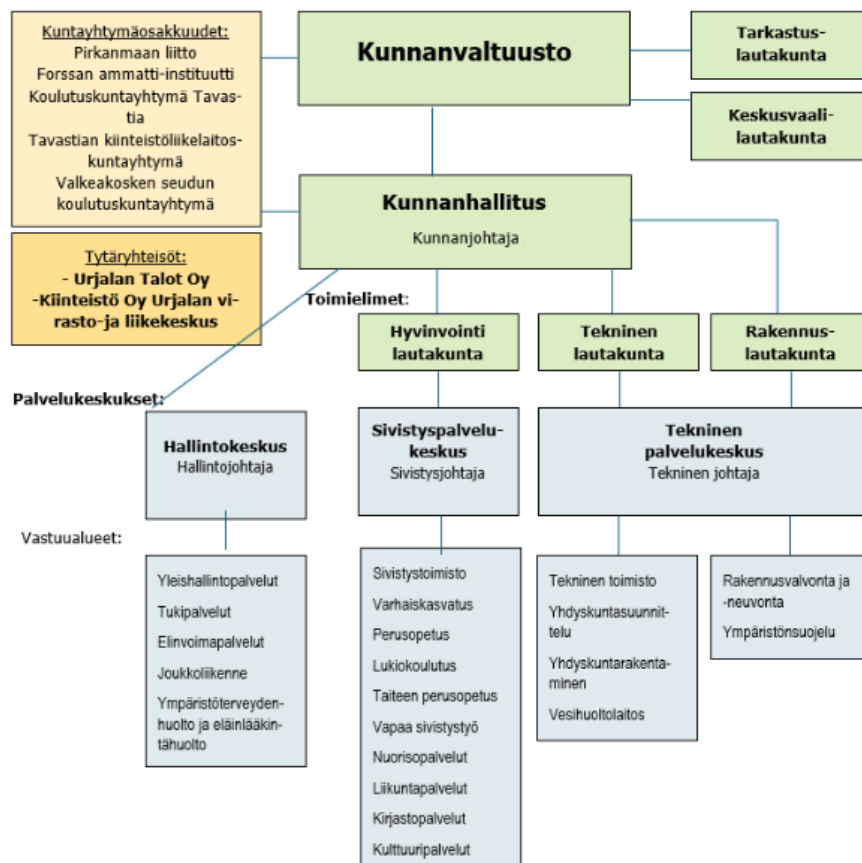 Kuntayhtymäosakkuudet:
Pirkanmaan liitto
Forssan ammatti-instituutti
Koulutuskuntayhtymä Tavas-
tia
Tavastian kiinteistöliikelaitos-
kuntayhtymä
Valkeakosken seudun
koulutuskuntayhtymä
Kunnanvaltuusto
Tarkastus-
lautakunta
Keskusvaali-
lautakunta
Kunnanhallitus
Kunnanjohtaja
Tytäryhteisöt:
- Urjalan Talot Oy
-Kiinteistö Oy Urjalan vi-
rasto-ja liikekeskus
Toimielimet:
Hyvinvointi
lautakunta
Tekninen
lautakunta
Rakennus-
lautakunta
Palvelukeskukset:
Hallintokeskus
Hallintojohtaja
Sivistyspalvelu-
keskus
Sivistysjohtaja
Tekninen
palvelukeskus
Tekninen johtaja
Vastuualueet:
Yleishallintopalvelut
Tukipalvelut
Elinvoimapalvelut
Joukkoliikenne
Ympäristöterveyden-
huolto ja eläinlääkin-
tähuolto
Sivistystoimisto
Varhaiskasvatus
Perusopetus
Lukiokoulutus
Taiteen perusopetus
Vapaa sivistystyö
Nuorisopalvelut
Liikuntapalvelut
Kirjastopalvelut
Kulttuuripalvelut
Tekninen toimisto
Yhdyskuntasuunnit-
telu
Yhdyskuntarakenta-
minen
Vesihuoltolaitos
Rakennusvalvonta ja
-neuvonta
Ympäristönsuojelu